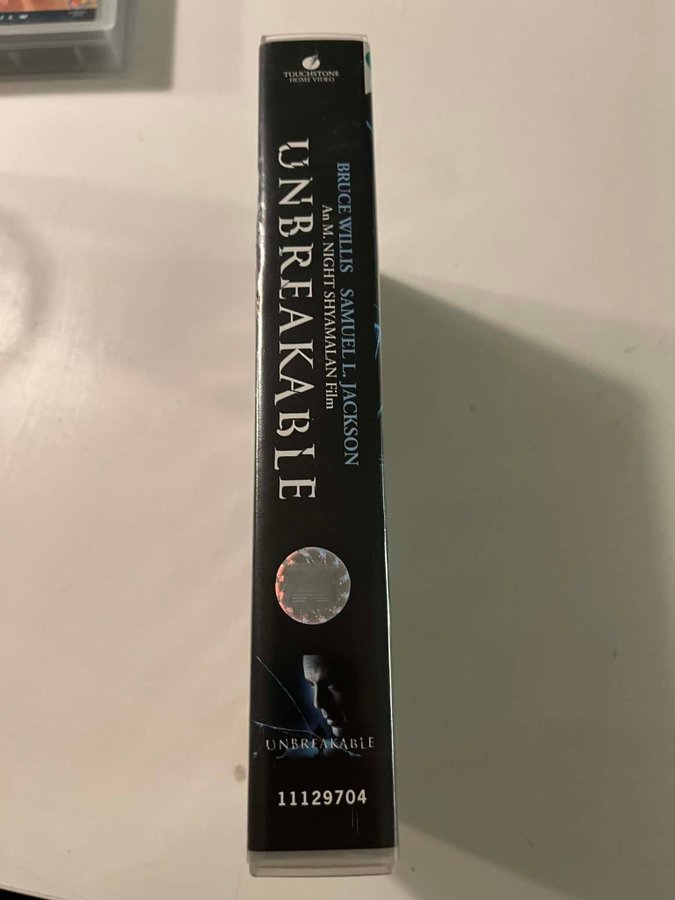 TOUCHSTONE
HOME VIDEO
BRUCE WILLIS SAMUEL L. JACKSON
An M. NIGHT SHYAMALAN Film
UNBREAKABLE
UNBREAKABLE
11129704